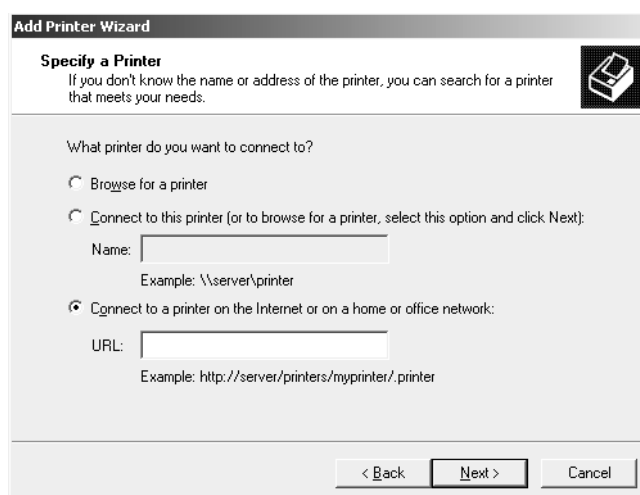 Add Printer Wizard
Specify a Printer
If you don't know the name or address of the printer, you can search for a printer
that meets your needs.
What printer do you want to connect to?
Browse for a printer
Connect to this printer (or to browse for a printer, select this option and click Next):
Name:
Example: \\server\printer
Connect to a printer on the Internet or on a home or office network:
URL:
Example: http://server/printers/myprinter/.printer
< Back Next > Cancel